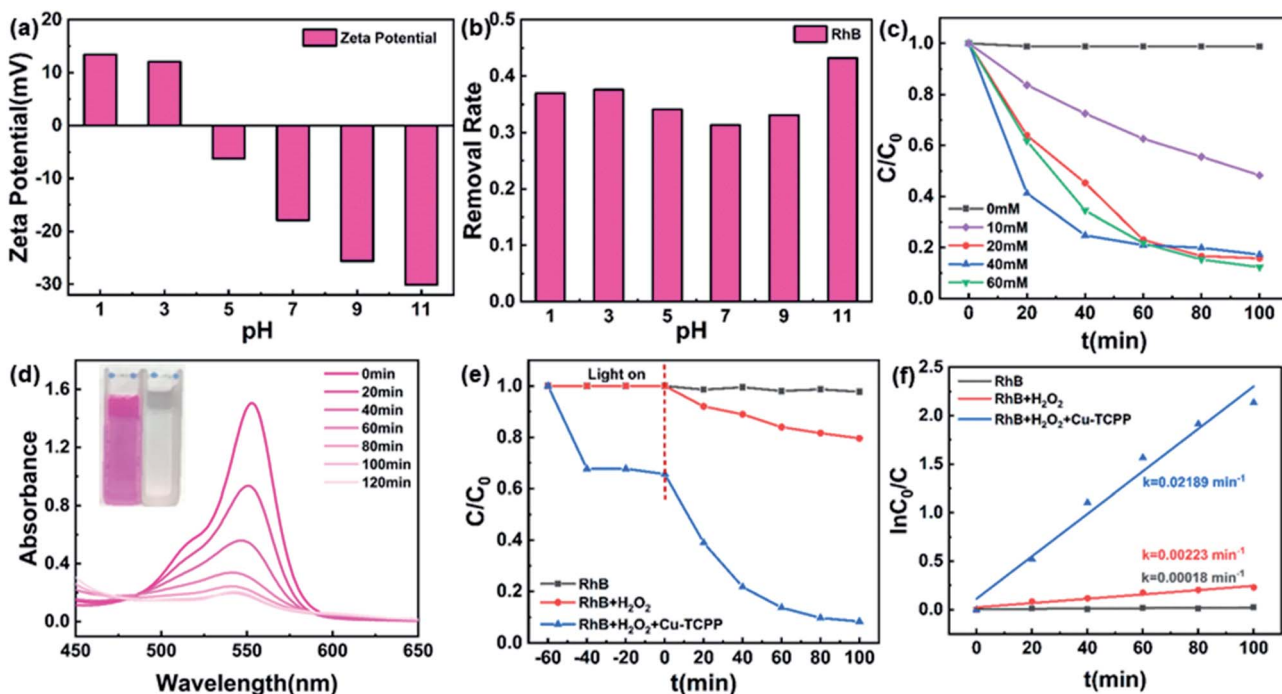 (a)
Zeta Potential
Zeta Potential(mV)
20
10
0
-10
-20
-30
1 3 5 7 9 11
pH
(b)
RhB
Removal Rate
0.5
0.4
0.3
0.2
0.1
0.0
1 3 5 7 9 11
pH
(c)
C/C₀
1.0
0.8
0.6
0.4
0.2
0.0
0mM
10mM
20mM
40mM
60mM
0 20 40 60 80 100
t(min)
(d)
Absorbance
1.6
1.2
0.8
0.4
0.0
0min
20min
40min
60min
80min
100min
120min
450 500 550 600 650
Wavelength(nm)
(e)
Light on
C/C₀
1.0
0.8
0.6
0.4
0.2
0.0
RhB
RhB+H₂O₂
RhB+H₂O₂+Cu-TCPP
-60 -40 -20 0 20 40 60 80 100
t(min)
(f)
RhB
RhB+H₂O₂
RhB+H₂O₂+Cu-TCPP
lnC₀/C
2.5
2.0
1.5
1.0
0.5
0.0
k=0.02189 min⁻¹
k=0.00223 min⁻¹
k=0.00018 min⁻¹
0 20 40 60 80 100
t(min)